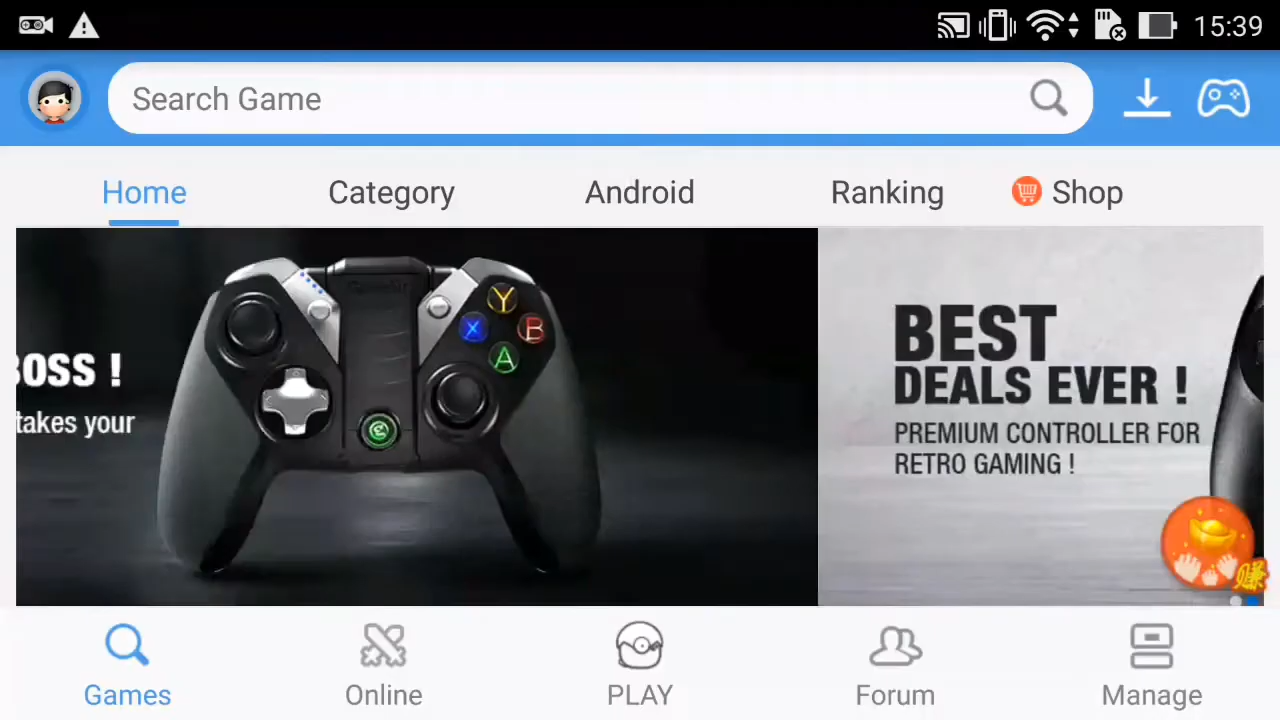 15:39
Search Game
Home
Category
Android
Ranking
Shop
BOSS !
takes your
Y
X
B
A
BEST
DEALS EVER !
PREMIUM CONTROLLER FOR
RETRO GAMING !
赚
Games
Online
PLAY
Forum
Manage